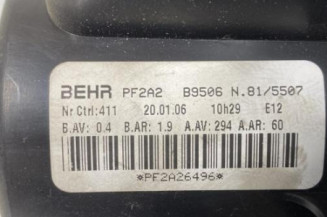 BEHR PF2A2 B9506 N.81/5507
Nr Ctrl:411 20.01.06 10h29 E12
B.AV: 0.4 B.AR: 1.9 A.AV: 294 A.AR: 60
*PF2A26496*